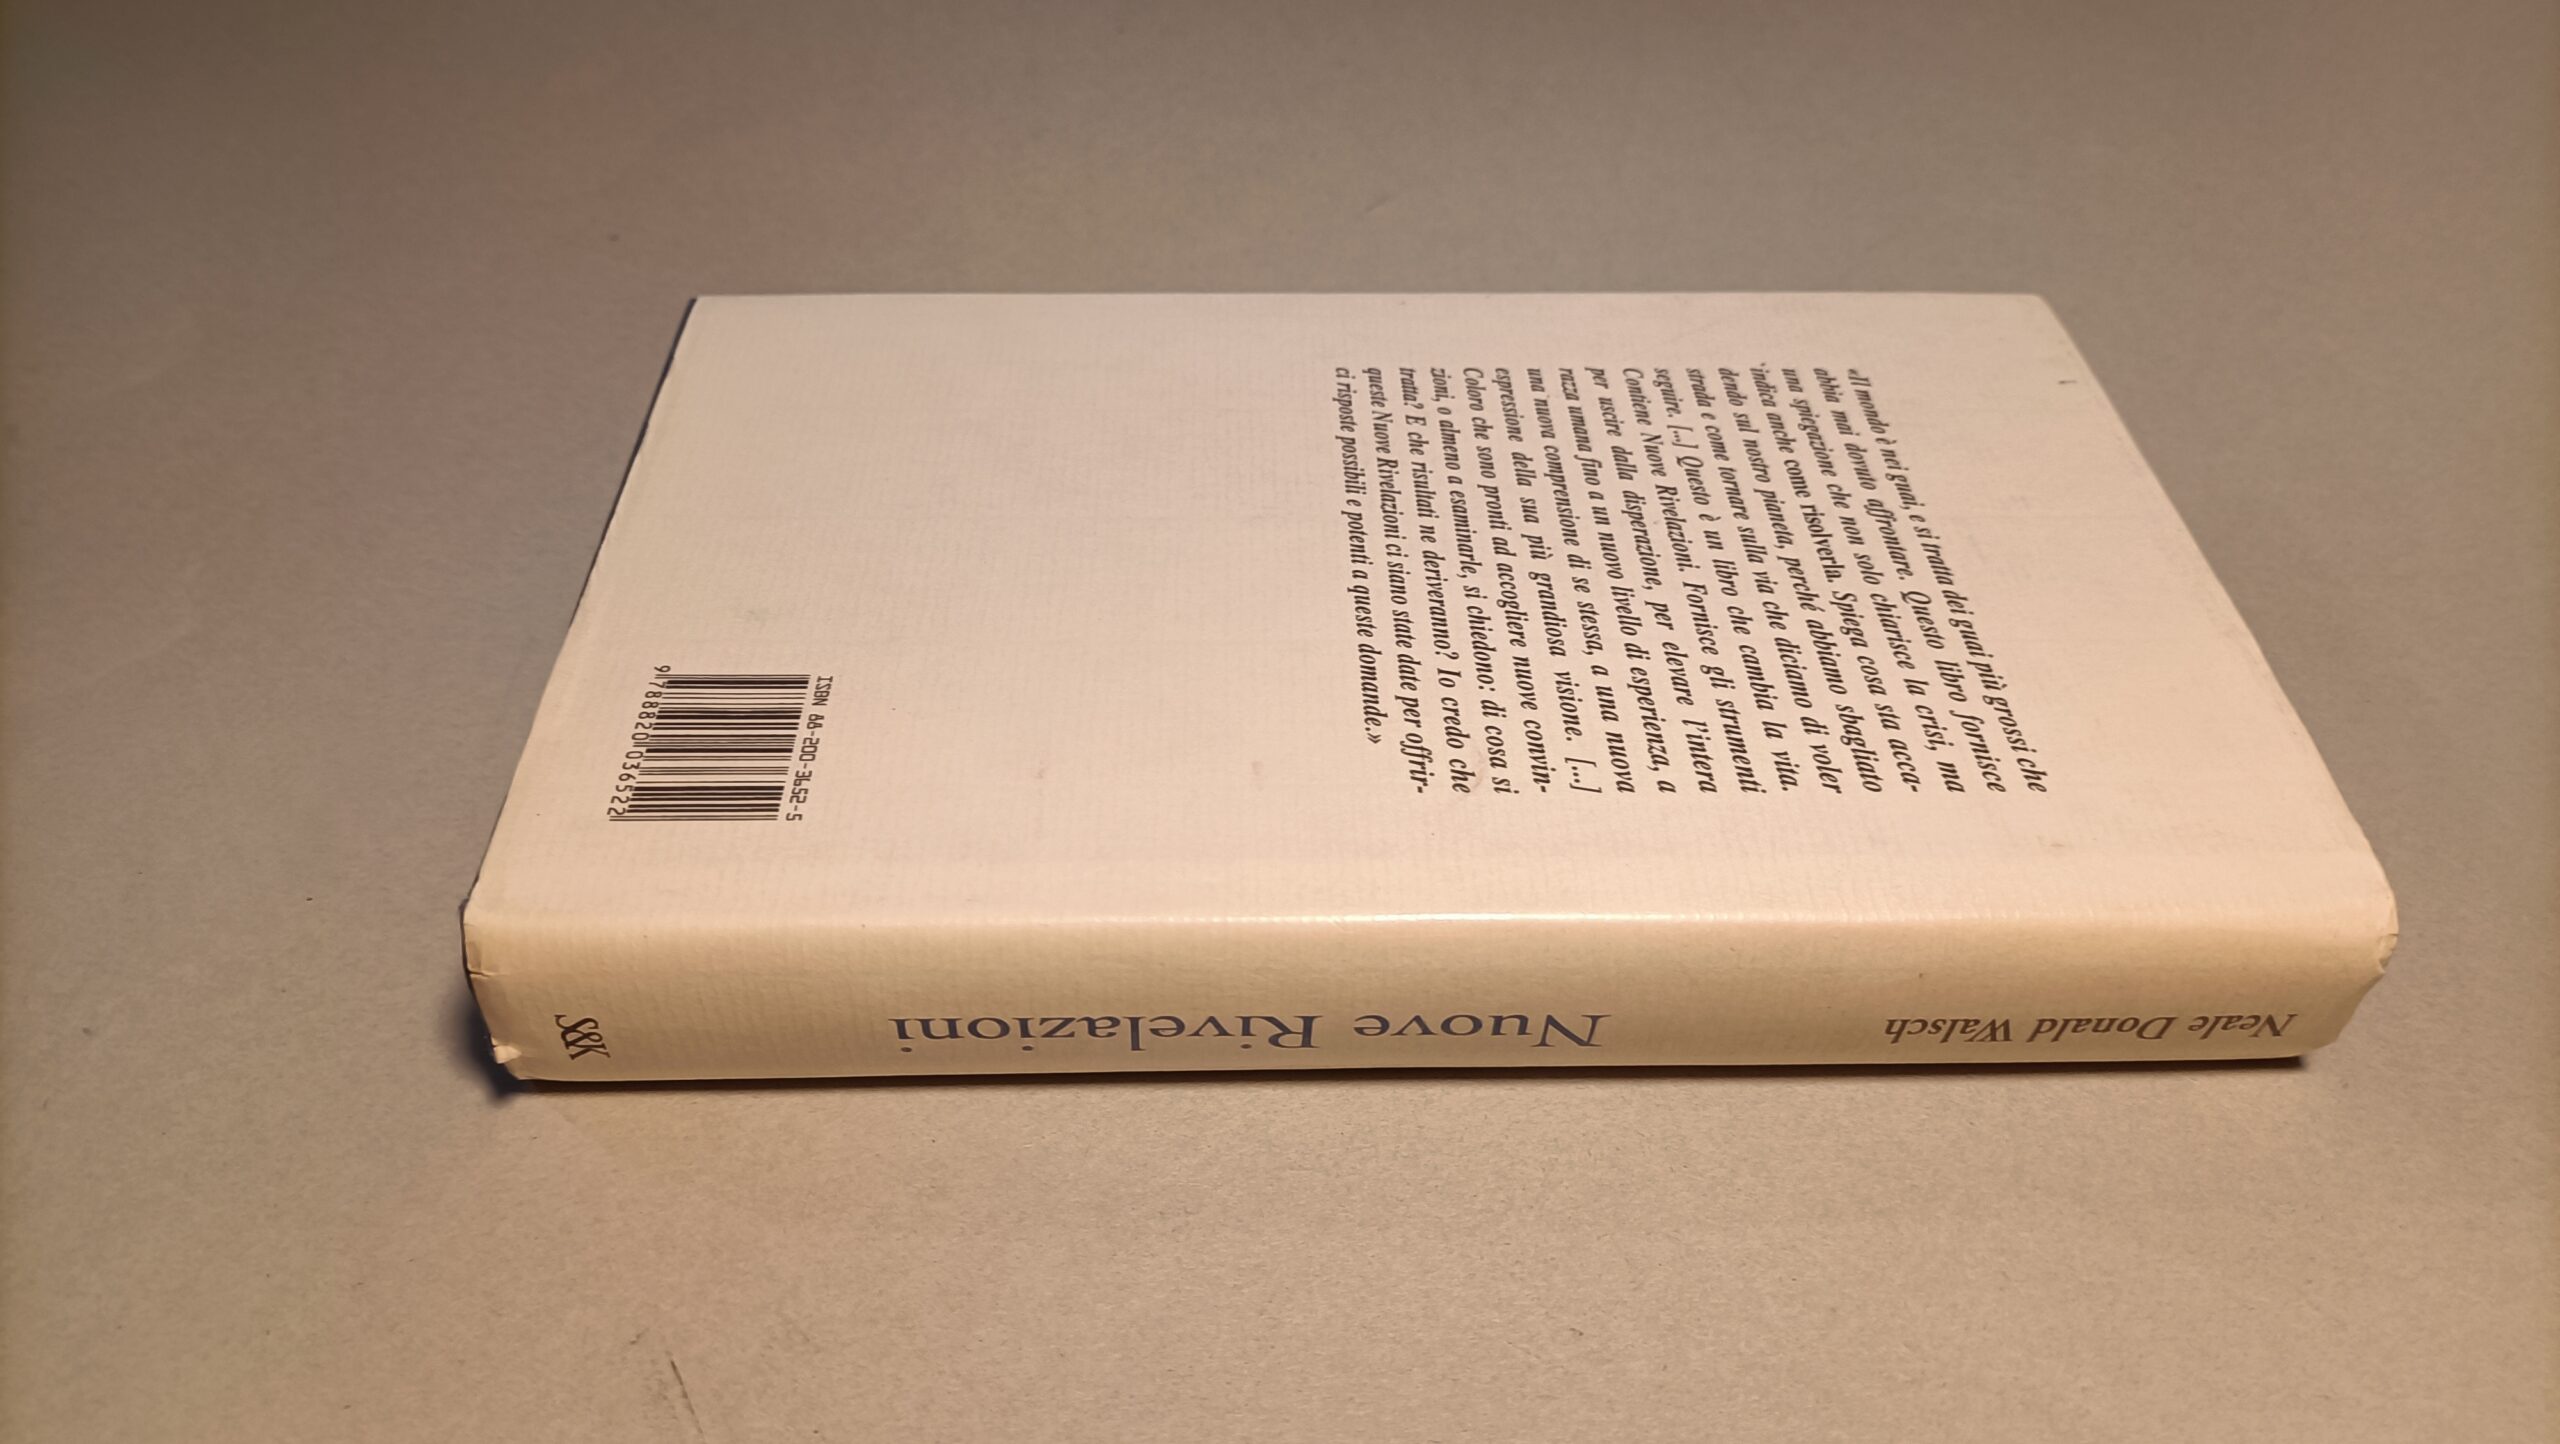 «Il mondo è nei guai, e si tratta dei guai più grossi che
abbia mai dovuto affrontare. Questo libro fornisce
una spiegazione che non solo chiarisce la crisi, ma
indica anche come risolverla. Spiega cosa sta acca-
dendo sul nostro pianeta, perché abbiamo sbagliato
strada e come tornare sulla via che diciamo di voler
seguire. [...] Questo è un libro che cambia la vita.
Contiene Nuove Rivelazioni. Fornisce gli strumenti
per uscire dalla disperazione, per elevare l'intera
razza umana fino a un nuovo livello di esperienza, a
una nuova comprensione di se stessa, a una nuova
espressione della sua più grandiosa visione. [...]
Coloro che sono pronti ad accogliere nuove convin-
zioni, o almeno a esaminarle, si chiedono: di cosa si
tratta? E che risultati ne deriveranno? Io credo che
queste Nuove Rivelazioni ci siano state date per offrir-
ci risposte possibili e potenti a queste domande.»
ISBN 88-200-3652-5
9 788820 036522
Neale Donald Walsch
Nuove Rivelazioni
S&K